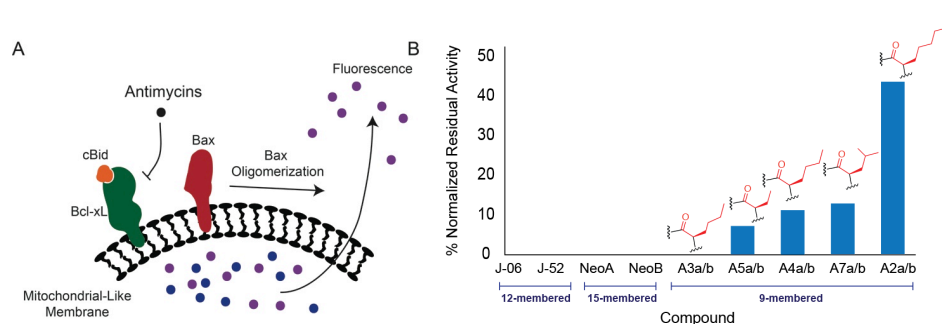 A
Antimycins
cBid
Bcl-xL
Bax
Bax
Oligomerization
Fluorescence
Mitochondrial-Like
Membrane
B
% Normalized Residual Activity
50
40
30
20
10
0
O
O
O
O
O
J-06 J-52 NeoA NeoB A3a/b A5a/b A4a/b A7a/b A2a/b
12-membered 15-membered 9-membered
Compound